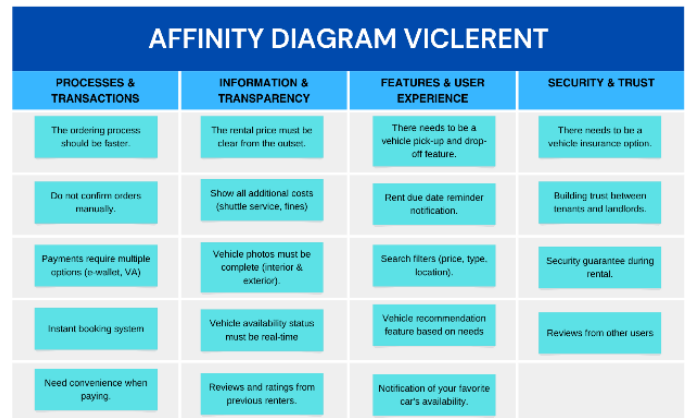 AFFINITY DIAGRAM VICLERENT
PROCESSES &
TRANSACTIONS
INFORMATION &
TRANSPARENCY
FEATURES & USER
EXPERIENCE
SECURITY & TRUST
The ordering process
should be faster.
The rental price must be
clear from the outset.
There needs to be a
vehicle pick-up and drop-
off feature.
There needs to be a
vehicle insurance option.
Do not confirm orders
manually.
Show all additional costs
(shuttle service, fines)
Rent due date reminder
notification.
Building trust between
tenants and landlords.
Payments require multiple
options (e-wallet, VA)
Vehicle photos must be
complete (interior &
exterior).
Search filters (price, type,
location).
Security guarantee during
rental.
Instant booking system
Vehicle availability status
must be real-time
Vehicle recommendation
feature based on needs
Reviews from other users
Need convenience when
paying.
Reviews and ratings from
previous renters.
Notification of your favorite
car's availability.